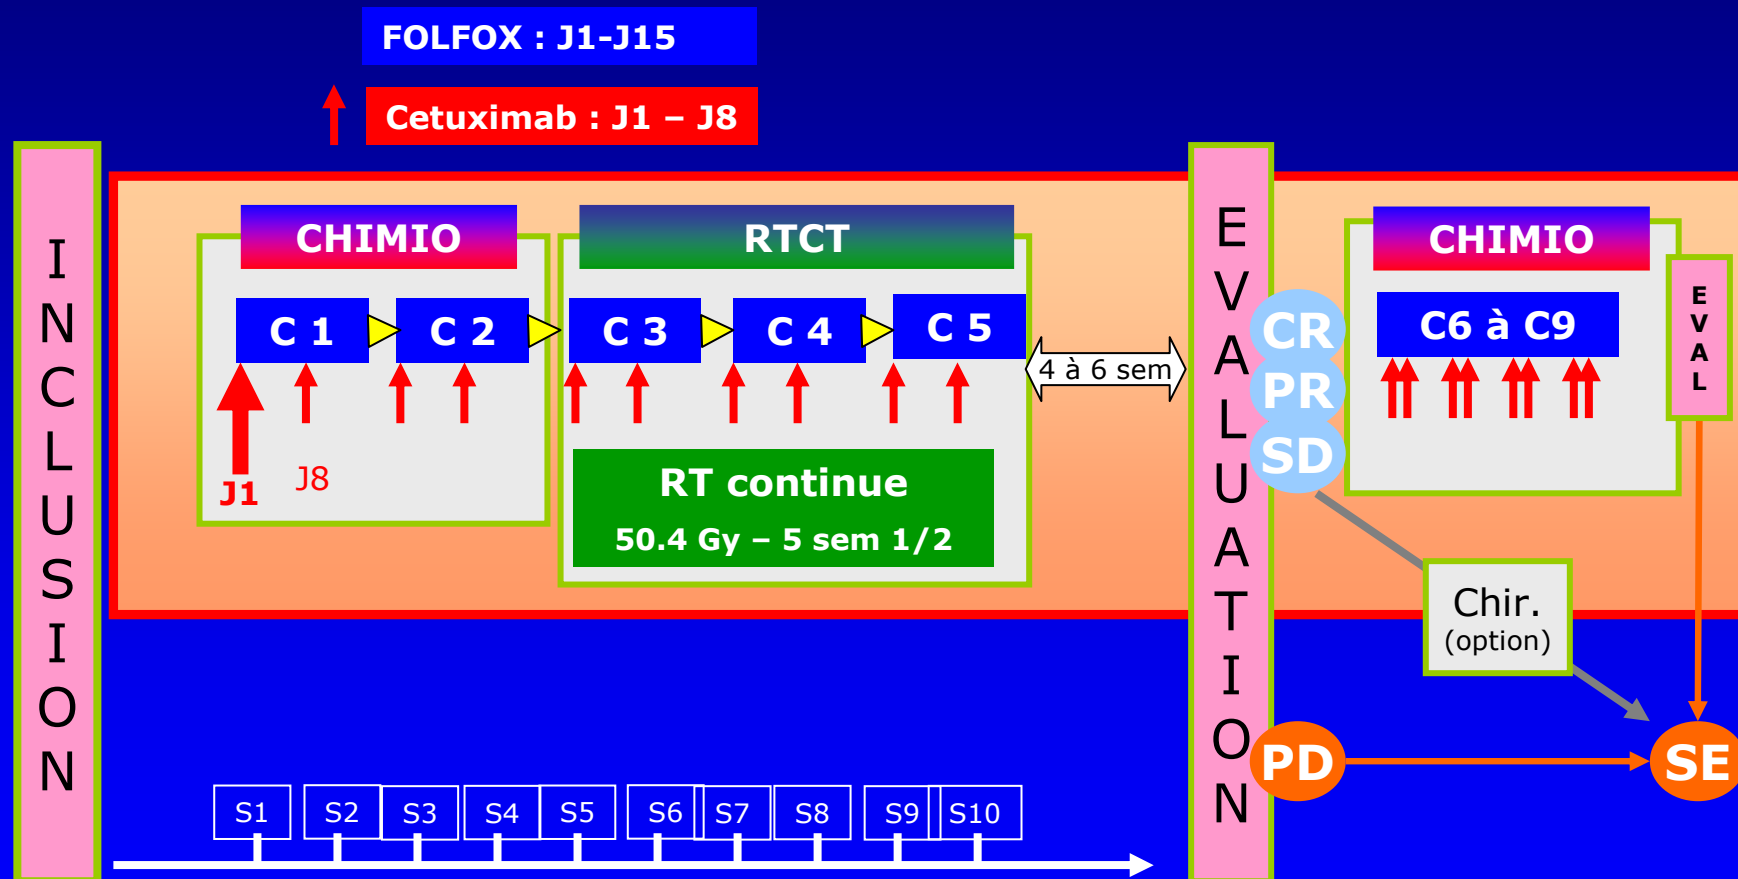 FOLFOX : J1-J15
Cetuximab : J1 – J8
INCLUSION
CHIMIO
RTCT
C 1
C 2
C 3
C 4
C 5
J1
J8
RT continue
50.4 Gy – 5 sem 1/2
4 à 6 sem
EVALUATION
CR
PR
SD
PD
CHIMIO
C6 à C9
EVAL
Chir.
(option)
SE
S1
S2
S3
S4
S5
S6
S7
S8
S9
S10